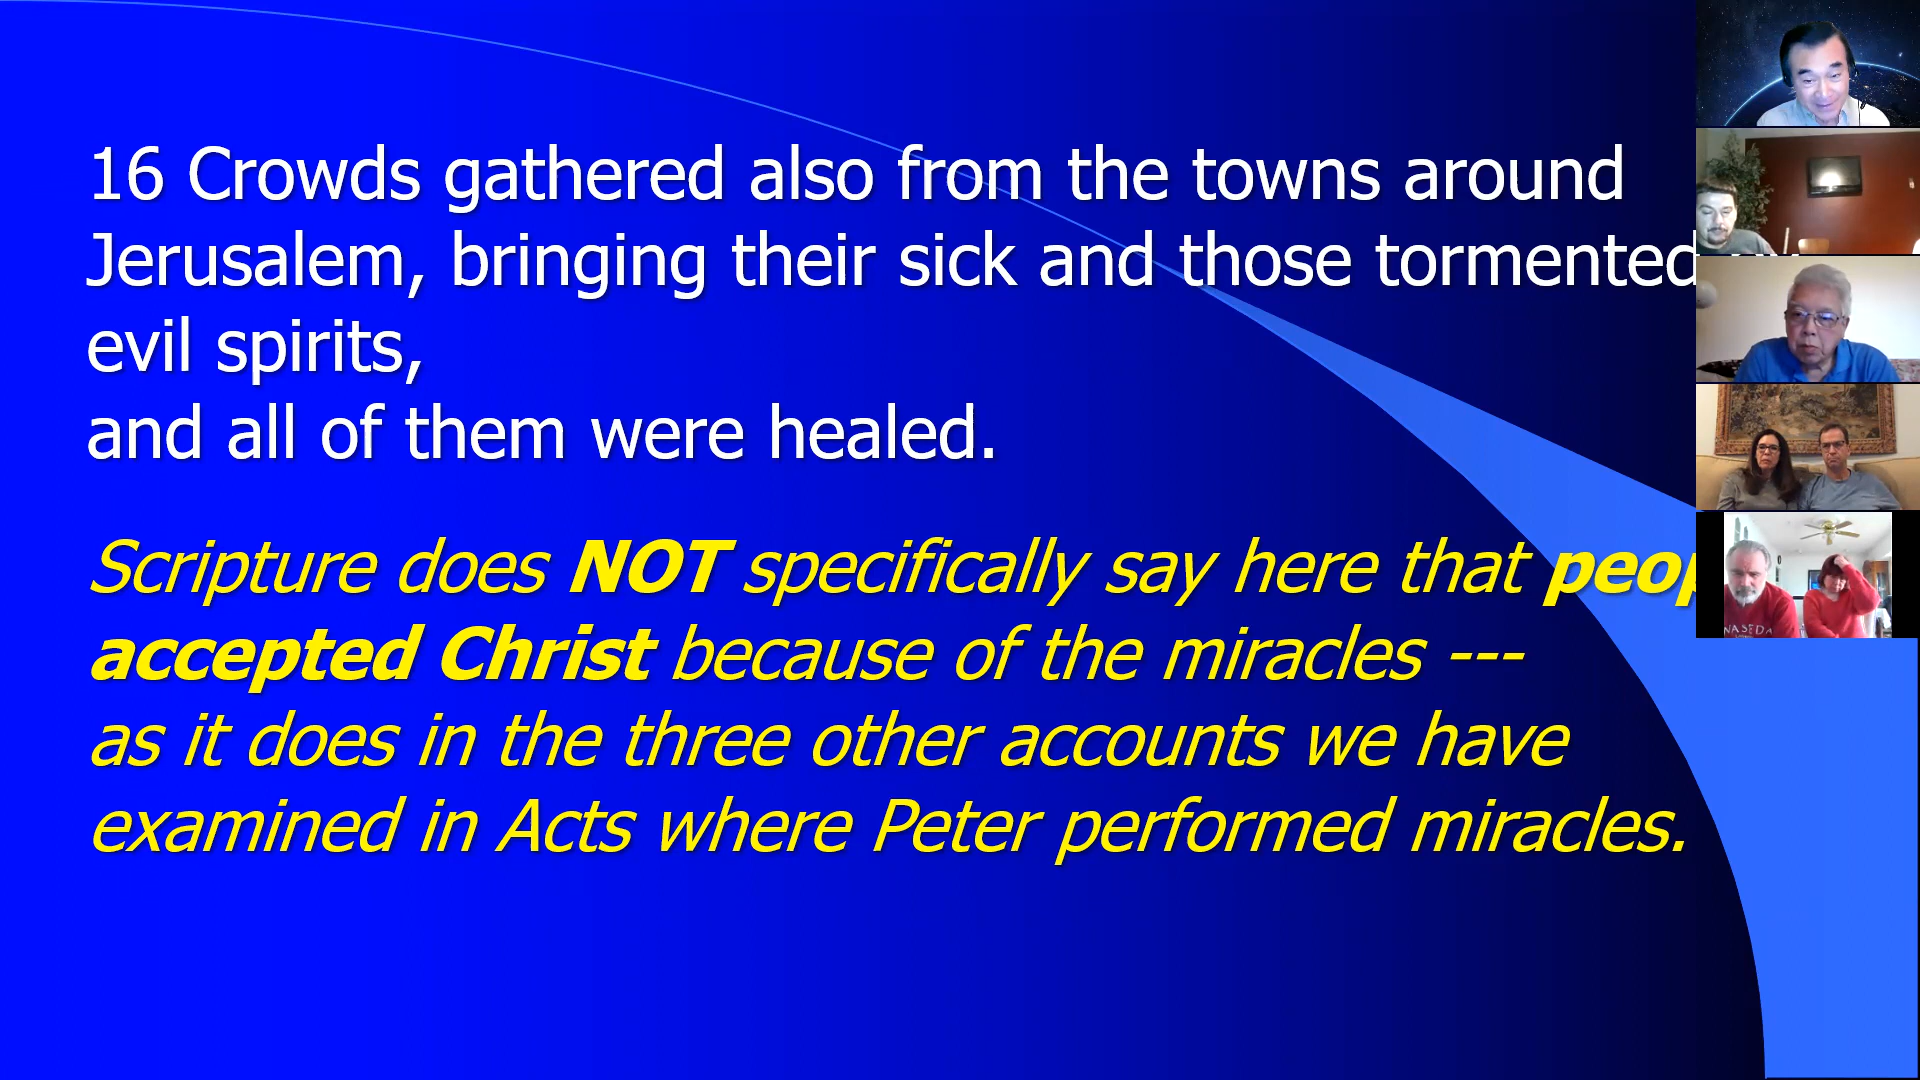 16 Crowds gathered also from the towns around
Jerusalem, bringing their sick and those tormented
evil spirits,
and all of them were healed.
Scripture does NOT specifically say here that
accepted Christ because of the miracles ---
as it does in the three other accounts we have
examined in Acts where Peter performed miracles.
WASEDA